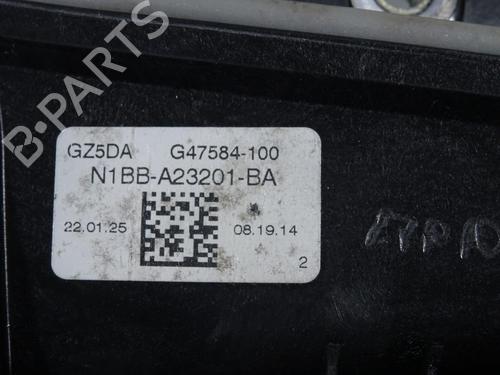 B-PARTS
GZ5DA G47584-100
N1BB-A23201-BA
22.01.25 08.19.14
2